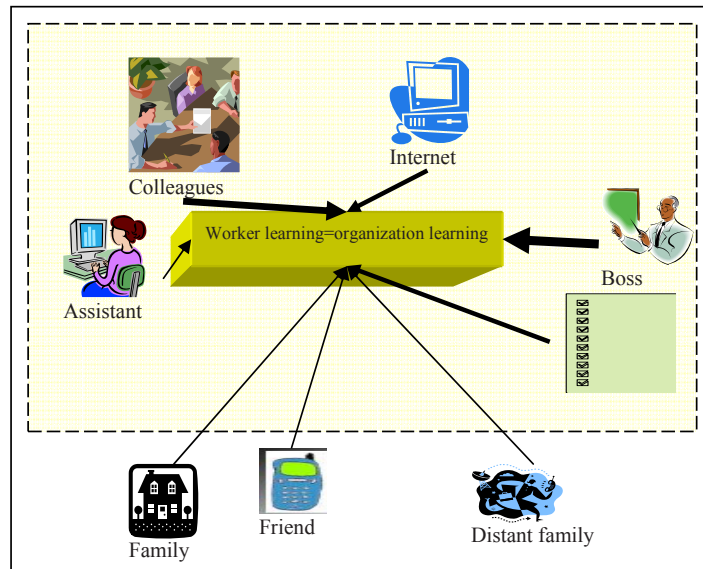 Internet
Colleagues
Worker learning=organization learning
Boss
Assistant
Friend
Family
Distant family